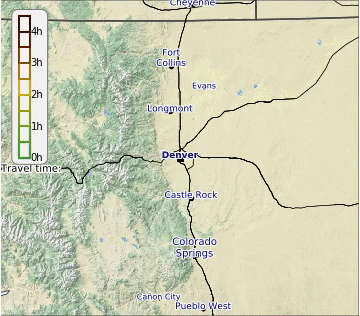 Cheyenne
4h
3h
2h
1h
0h
Travel time:
Fort
Collins
Evans
Longmont
Denver
Castle Rock
Colorado
Springs
Cañon City
Pueblo West